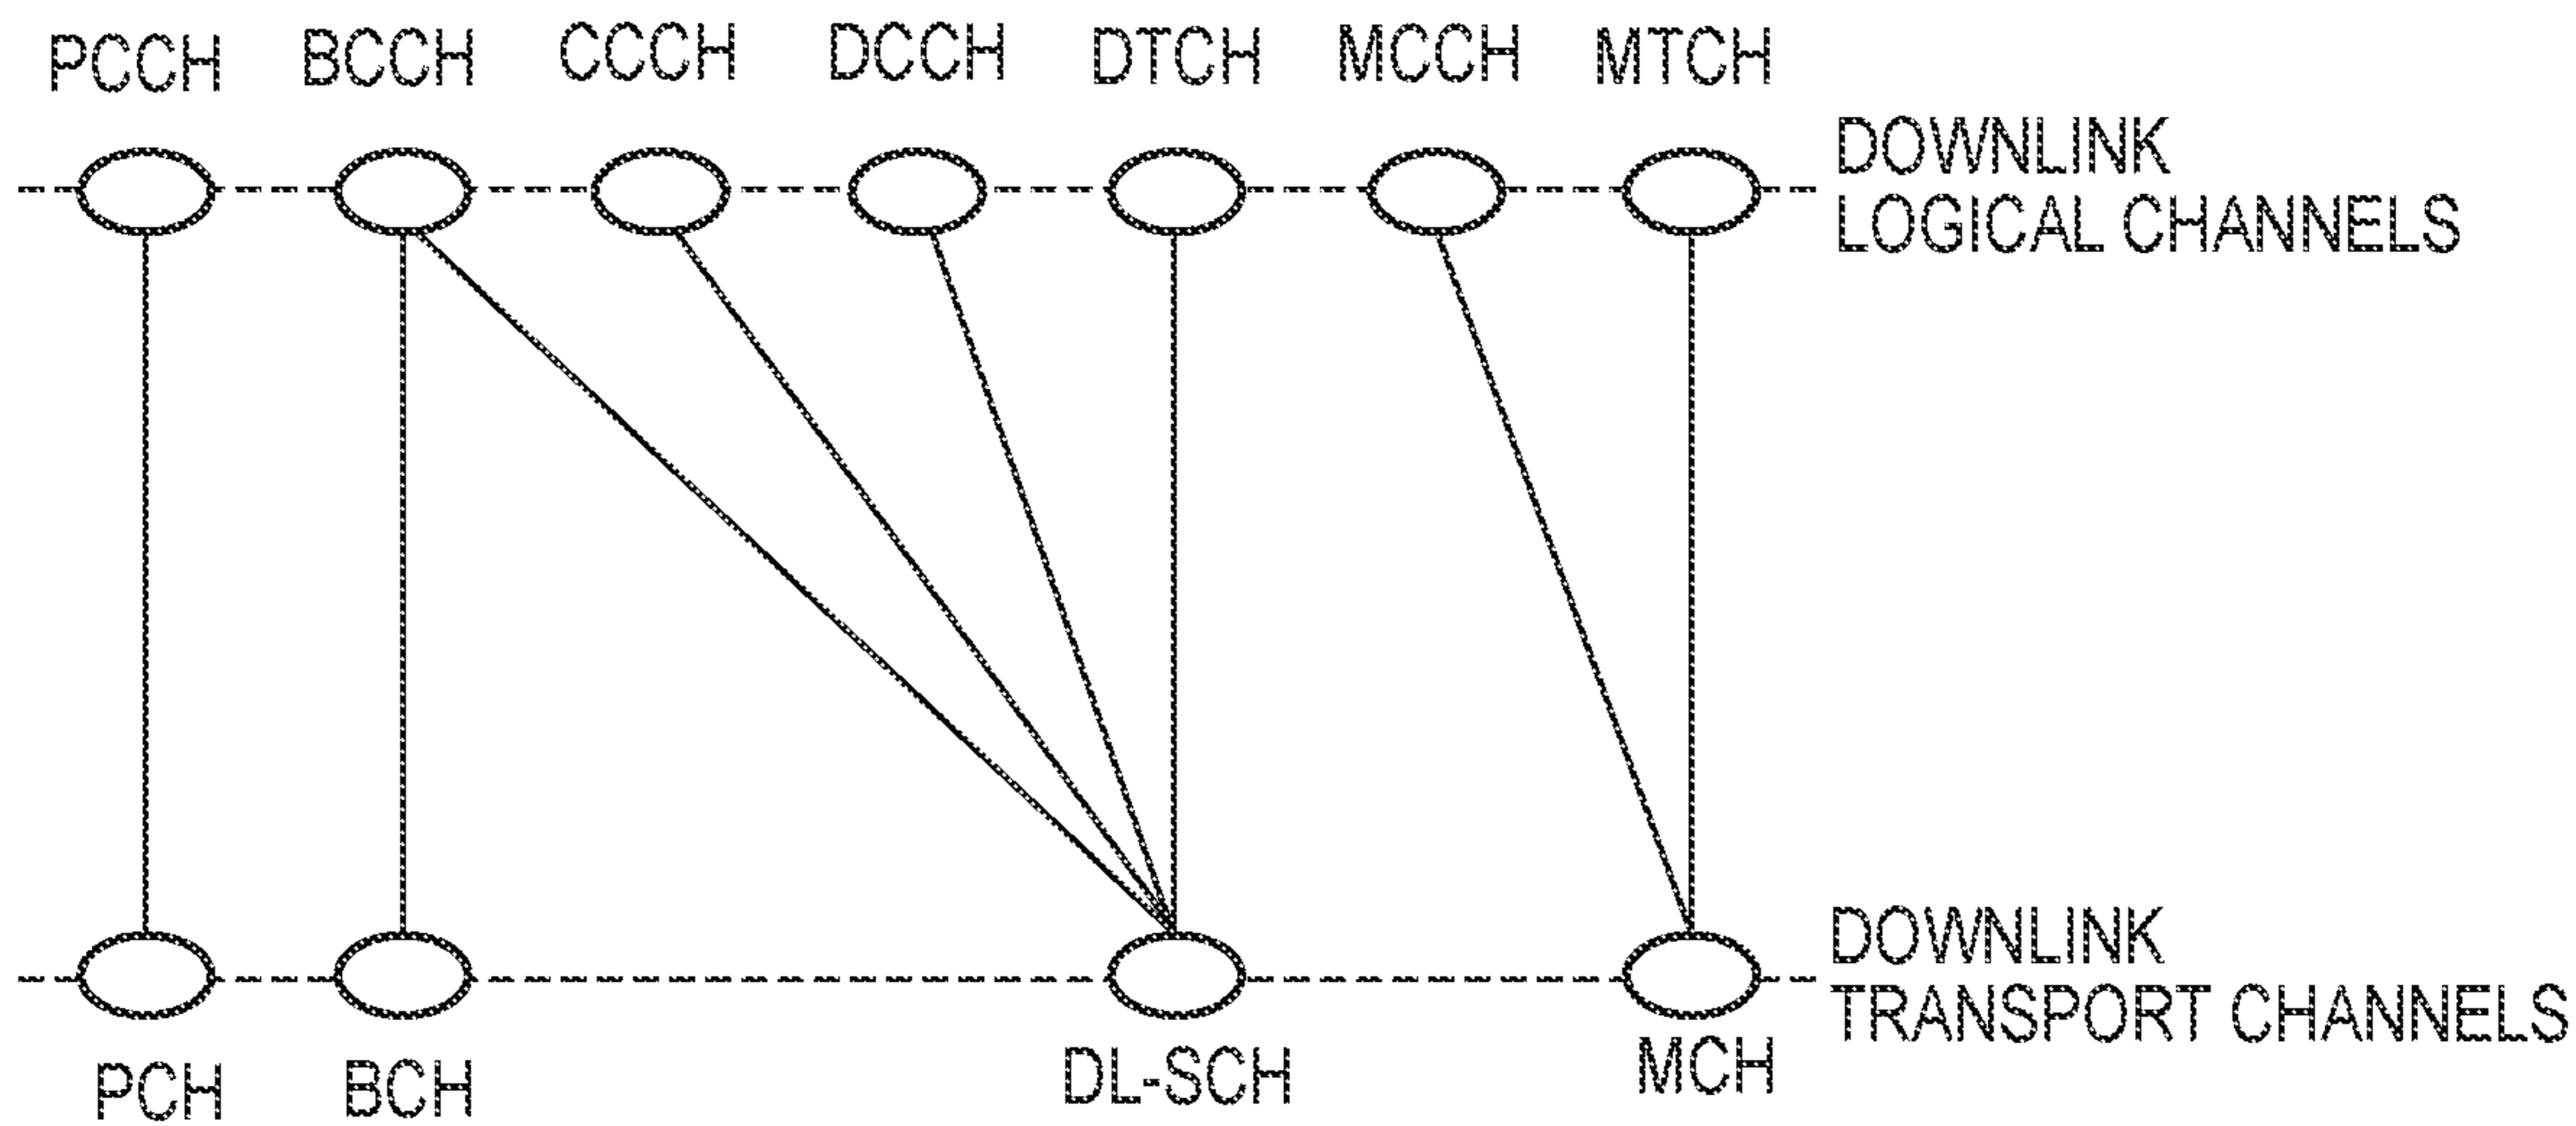 PCCH BCCH CCCH DCCH DTCH MCCH MTCH
DOWNLINK
LOGICAL CHANNELS
DOWNLINK
TRANSPORT CHANNELS
PCH BCH DL-SCH MCH